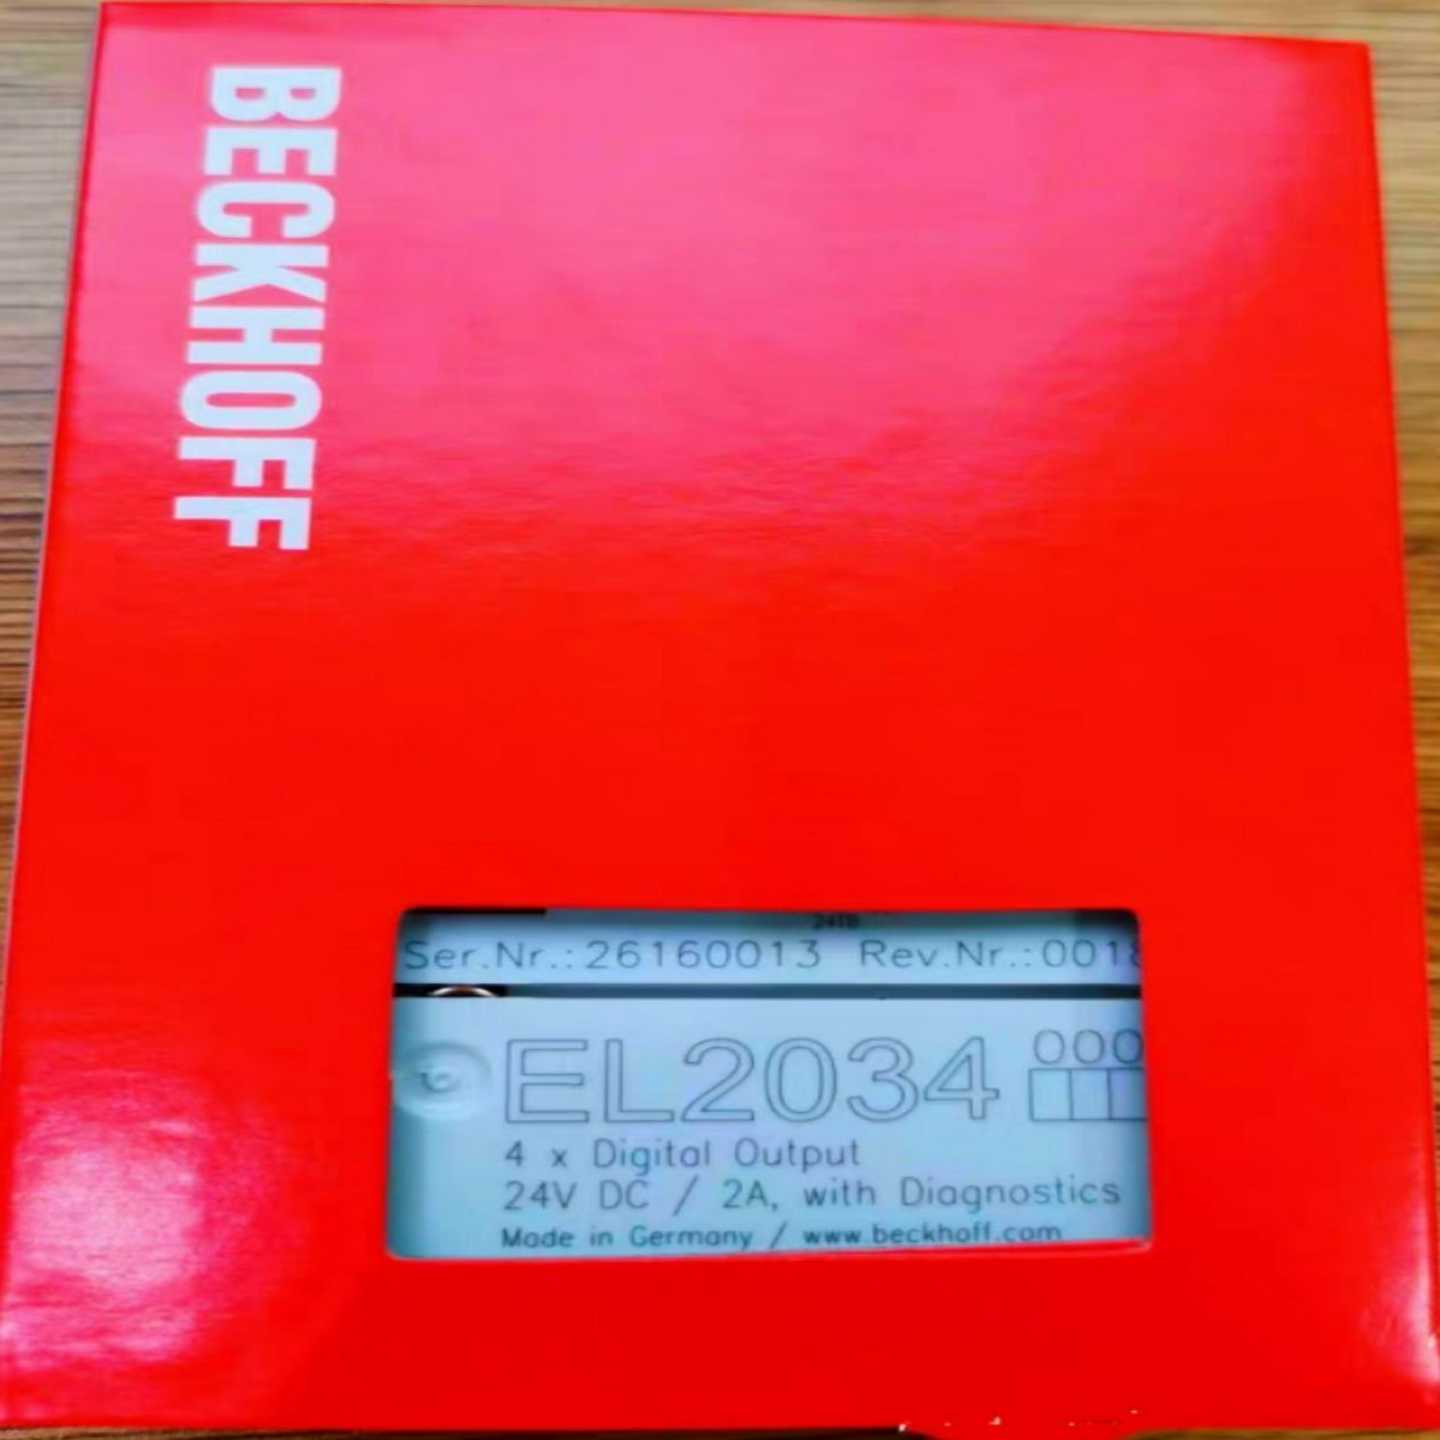 BECKHOFF
24TB
Ser.Nr.:26160013 Rev.Nr.:0018
EL2034
4 x Digital Output
24V DC / 2A, with Diagnostics
Made in Germany / www.beckhoff.com